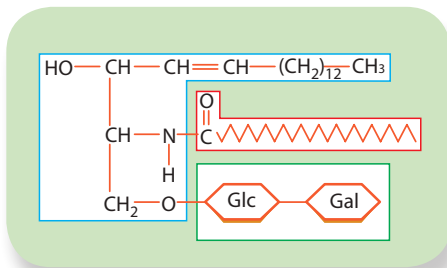 HO CH CH CH (CH₂)₁₂ CH₃
O
CH N C
H
CH₂ O Glc Gal